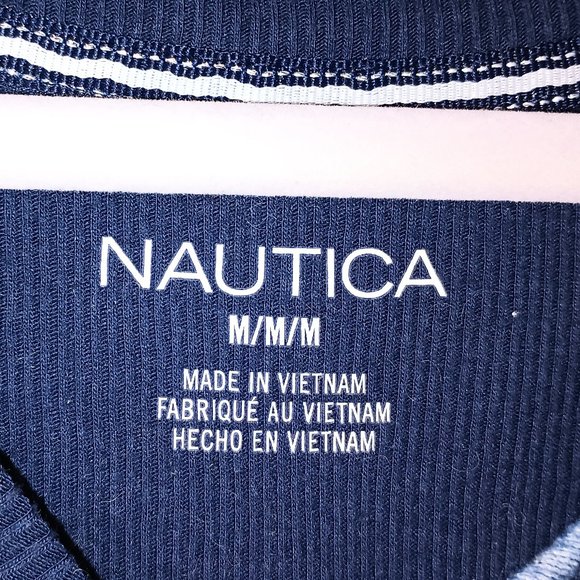 NAUTICA
M/M/M
MADE IN VIETNAM
FABRIQUÉ AU VIETNAM
HECHO EN VIETNAM